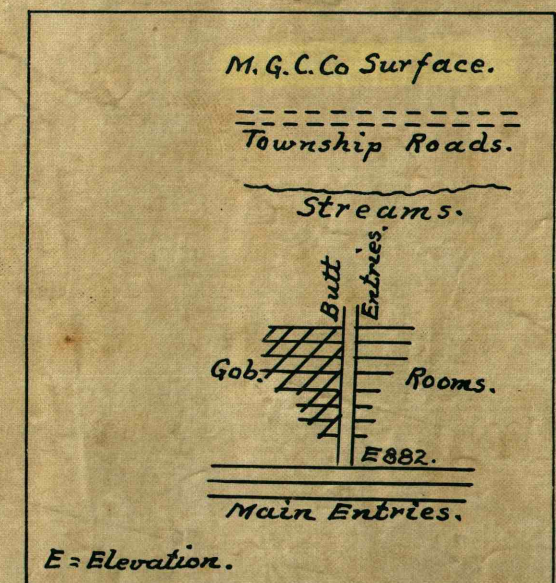 M. G. C. Co Surface.
Township Roads.
Streams.
Butt Entries.
Gob.
Rooms.
E882.
Main Entries.
E = Elevation.